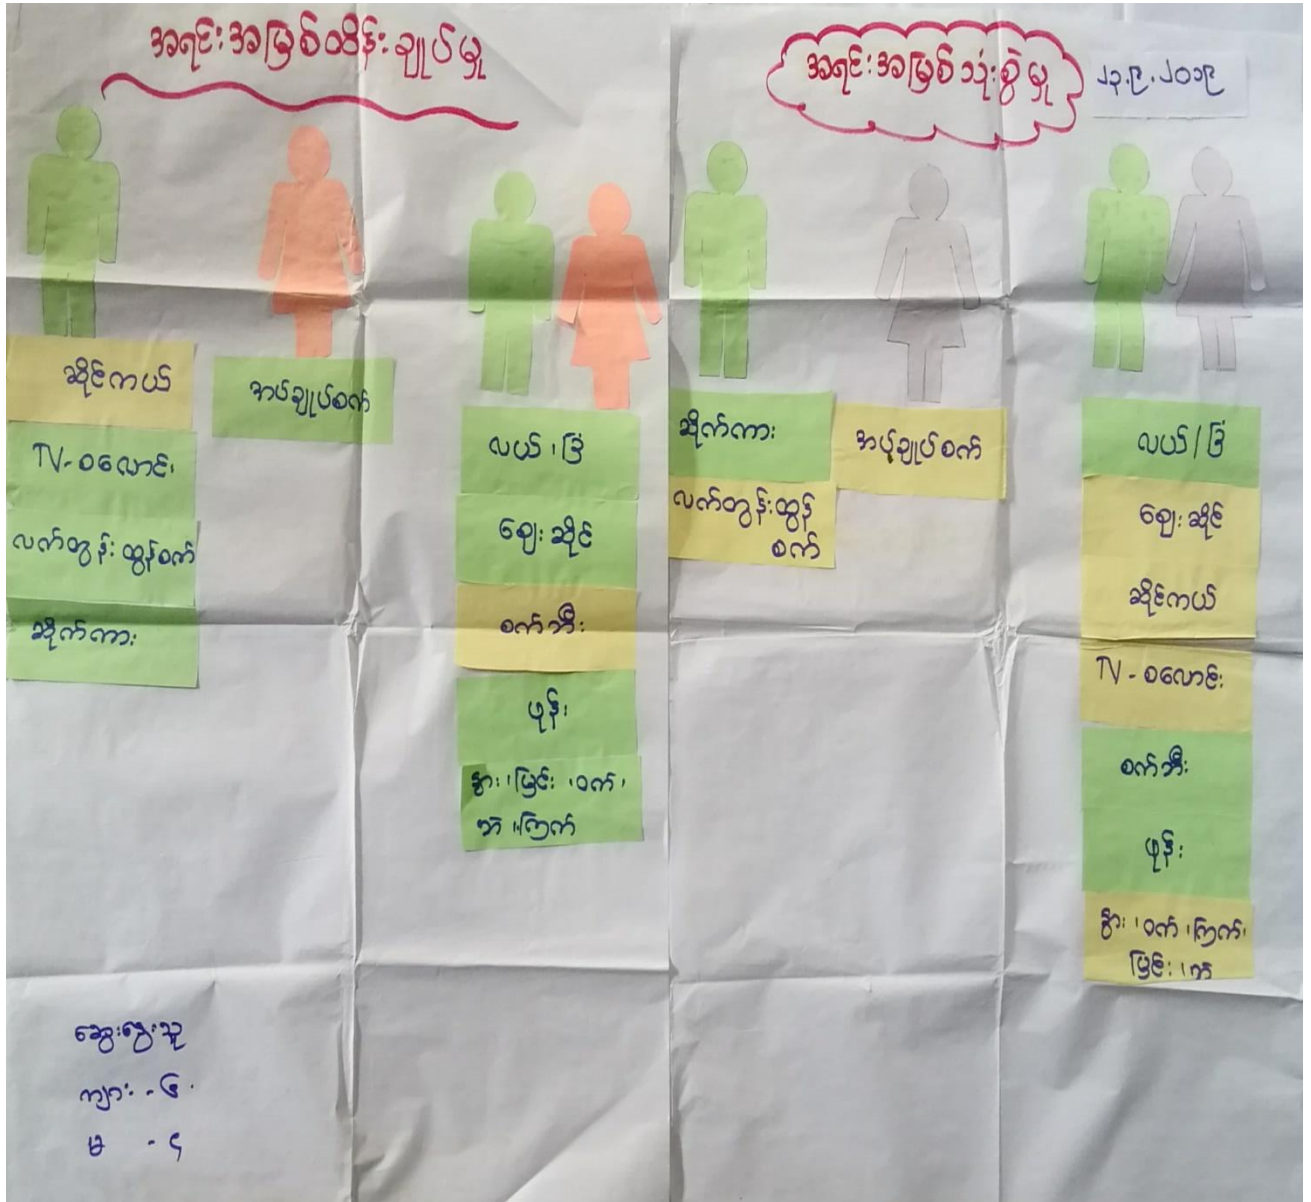 အရင်းအမြစ်ထိန်းချုပ်မှု
ဆိုင်ကယ်
TV-စလောင်း
လက်တွန်းထွန်စက်
ဆိုက်ကား
အပ်ချုပ်စက်
လယ်၊ ခြံ
ဈေးဆိုင်
စက်ဘီး
ဖုန်း
နွား၊ မြင်း၊ ဝက်၊
ဘဲ၊ ကြက်
ဆွေးနွေးသူ
ကျား - ၆
မ - ၄
အရင်းအမြစ်သုံးစွဲမှု
၂၃.၉.၂၀၁၉
ဆိုက်ကား
လက်တွန်းထွန်
စက်
အပ်ချုပ်စက်
လယ်/ခြံ
ဈေးဆိုင်
ဆိုင်ကယ်
TV-စလောင်း
စက်ဘီး
ဖုန်း
နွား၊ ဝက်၊ ကြက်၊
မြင်း၊ ဘဲ